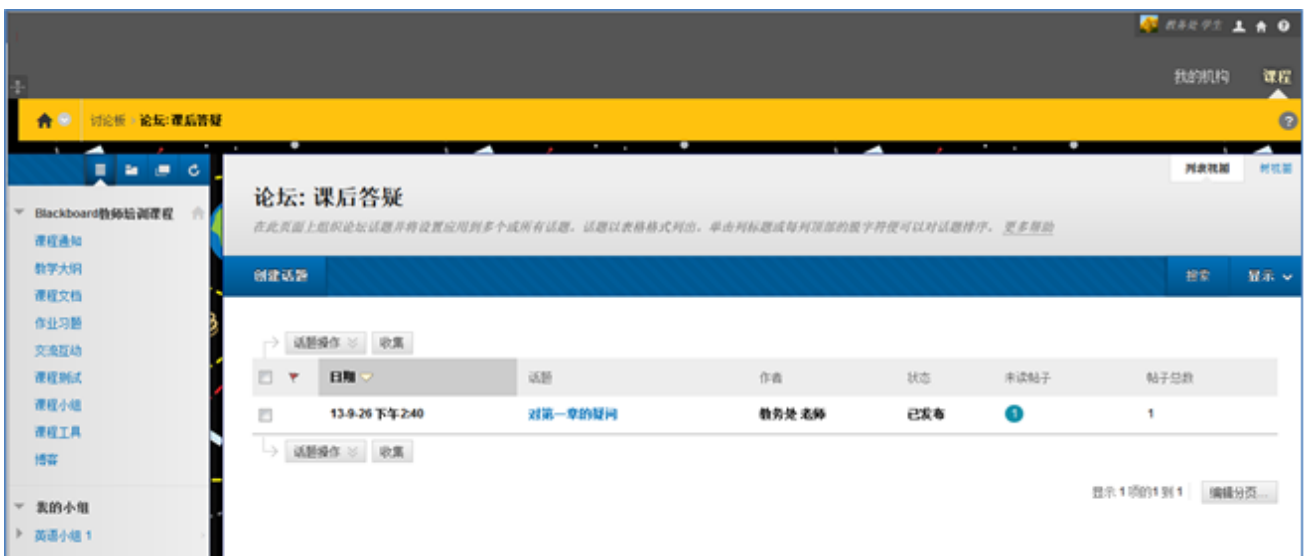 教务处 学生
我的机构 课程
讨论板 论坛: 课后答疑
列表视图 树视图
论坛: 课后答疑
在此页面上组织论坛话题并将设置应用到多个或所有话题。话题以表格格式列出。单击列标题或每列顶部的脱字符便可以对话题排序。 更多帮助
创建话题 搜索 显示
Blackboard教师培训课程
课程通知
教学大纲
课程文档
作业习题
交流互动
课程测试
课程小组
课程工具
博客
我的小组
英语小组 1
话题操作 收集
日期 话题 作者 状态 未读帖子 帖子总数
13-9-26 下午2:40 对第一章的疑问 教务处 老师 已发布 1 1
话题操作 收集
显示 1 项的1 到 1 编辑分页...